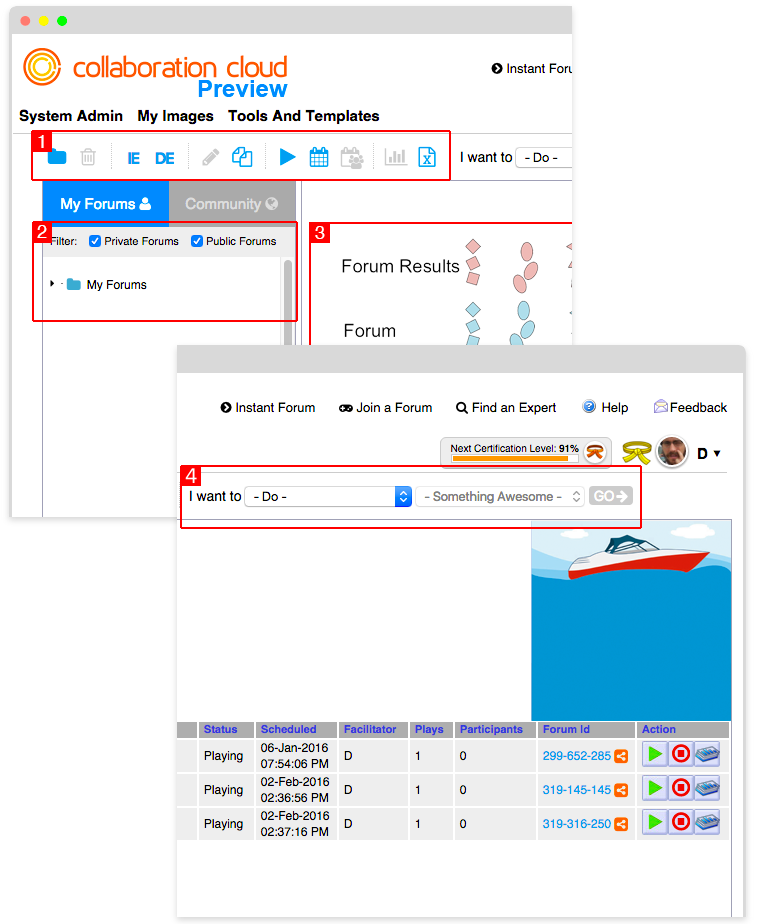 collaboration cloud
Preview
Instant Foru
System Admin My Images Tools And Templates
1
IE DE
I want to - Do -
My Forums Community
2
Filter: Private Forums Public Forums
My Forums
3
Forum Results
Forum
Instant Forum Join a Forum Find an Expert Help Feedback
Next Certification Level: 91%
D
4
I want to - Do - - Something Awesome - GO
Status Scheduled Facilitator Plays Participants Forum Id Action
Playing 06-Jan-2016 07:54:06 PM D 1 0 299-652-285
Playing 02-Feb-2016 02:36:56 PM D 1 0 319-145-145
Playing 02-Feb-2016 02:37:16 PM D 1 0 319-316-250